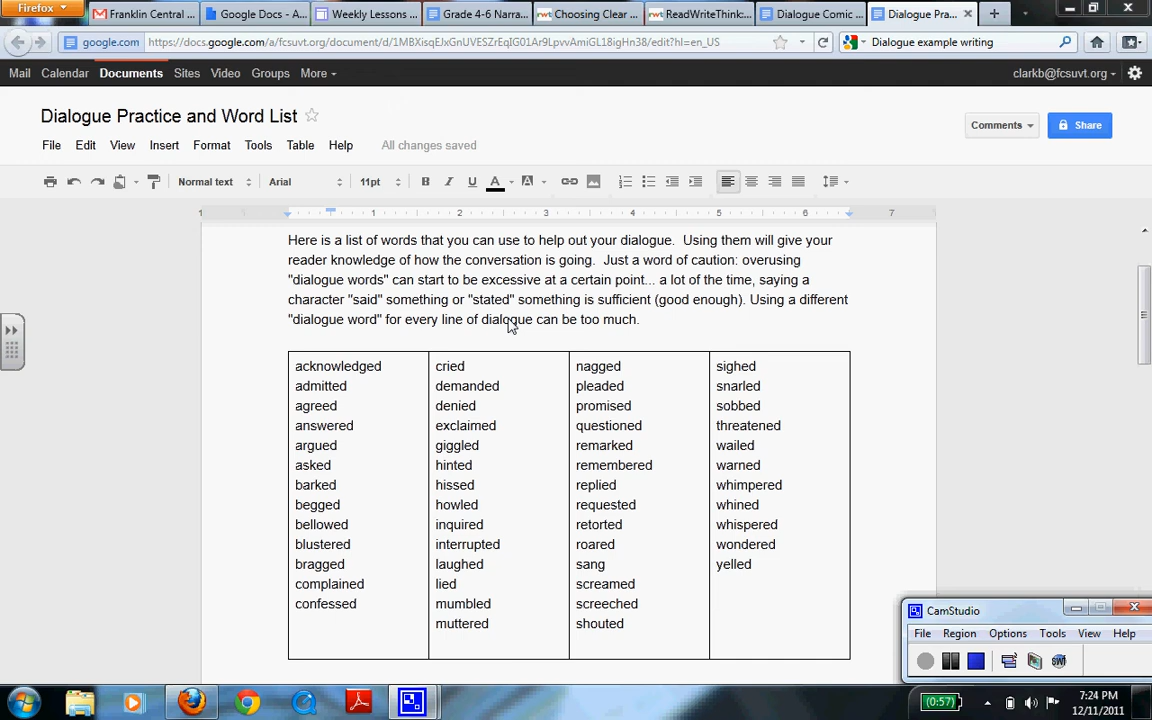 Firefox
Franklin Central ...
Google Docs - A...
Weekly Lessons ...
Grade 4-6 Narra...
Choosing Clear ...
ReadWriteThink:...
Dialogue Comic ...
Dialogue Pra...
google.com
https://docs.google.com/a/fcsuvt.org/document/d/1MBXisqEJxGnUVESZrEqIG01Ar9LpvvAmiGL18igHn38/edit?hl=en_US
Dialogue example writing
Mail Calendar Documents Sites Video Groups More
clarkb@fcsuvt.org
Dialogue Practice and Word List
Comments
Share
File Edit View Insert Format Tools Table Help All changes saved
Normal text Arial 11pt B I U A A
1 1 2 3 4 5 6 7
Here is a list of words that you can use to help out your dialogue. Using them will give your
reader knowledge of how the conversation is going. Just a word of caution: overusing
"dialogue words" can start to be excessive at a certain point... a lot of the time, saying a
character "said" something or "stated" something is sufficient (good enough). Using a different
"dialogue word" for every line of dialogue can be too much.
acknowledged
admitted
agreed
answered
argued
asked
barked
begged
bellowed
blustered
bragged
complained
confessed
cried
demanded
denied
exclaimed
giggled
hinted
hissed
howled
inquired
interrupted
laughed
lied
mumbled
muttered
nagged
pleaded
promised
questioned
remarked
remembered
replied
requested
retorted
roared
sang
screamed
screeched
shouted
sighed
snarled
sobbed
threatened
wailed
warned
whimpered
whined
whispered
wondered
yelled
CamStudio
File Region Options Tools View Help
(0:57)
7:24 PM
12/11/2011